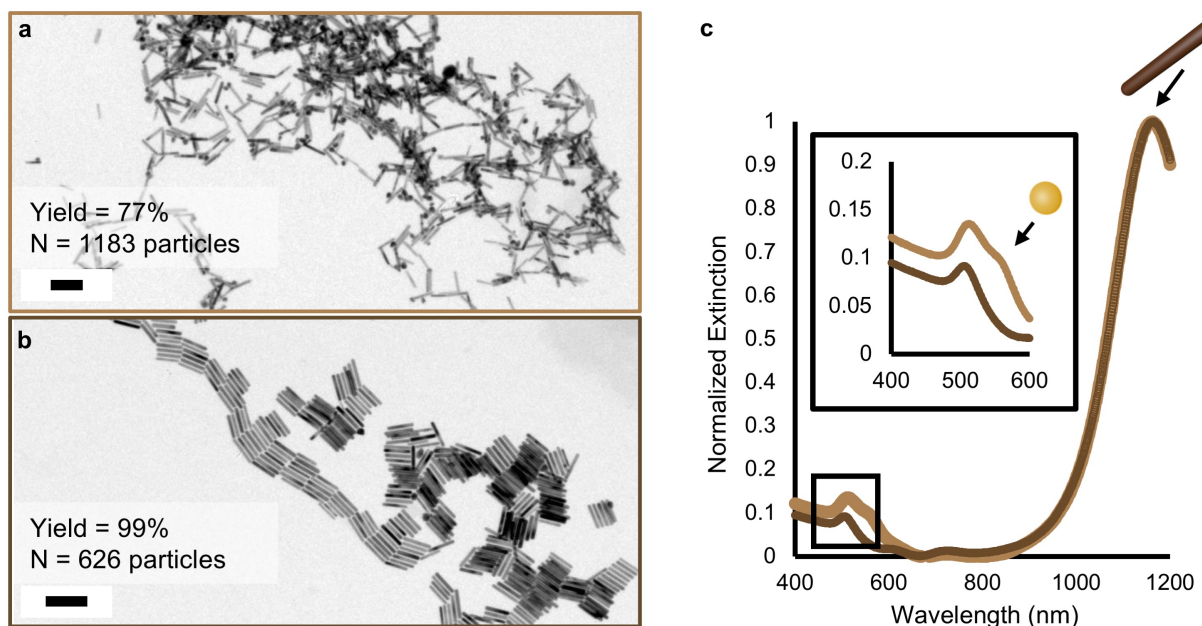 a
Yield = 77%
N = 1183 particles
b
Yield = 99%
N = 626 particles
c
Normalized Extinction
1
0.9
0.8
0.7
0.6
0.5
0.4
0.3
0.2
0.1
0
400 600 800 1000 1200
Wavelength (nm)
0.2
0.15
0.1
0.05
0
400 500 600